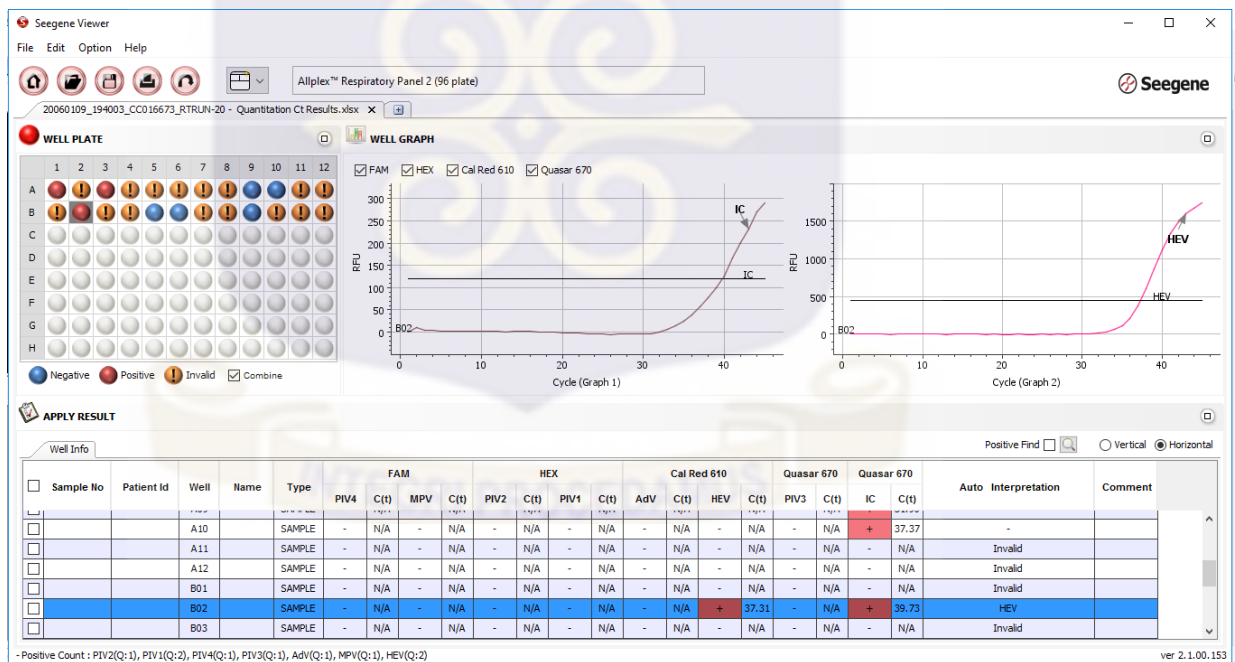 Seegene Viewer
File Edit Option Help
Allplex™ Respiratory Panel 2 (96 plate)
Seegene
20060109_194003_CC016673_RTRUN-20 - Quantitation Ct Results.xlsx
WELL PLATE
1 2 3 4 5 6 7 8 9 10 11 12
A
B
C
D
E
F
G
H
Negative Positive Invalid Combine
WELL GRAPH
FAM HEX Cal Red 610 Quasar 670
RFU
300
250
200
150
100
50
0
IC
IC
B02
0 10 20 30 40
Cycle (Graph 1)
RFU
1500
1000
500
0
HEV
HEV
B02
0 10 20 30 40
Cycle (Graph 2)
APPLY RESULT
Well Info
Positive Find Vertical Horizontal
FAM HEX Cal Red 610 Quasar 670 Quasar 670
Sample No Patient Id Well Name Type PIV4 C(t) MPV C(t) PIV2 C(t) PIV1 C(t) AdV C(t) HEV C(t) PIV3 C(t) IC C(t) Auto Interpretation Comment
A10 SAMPLE - N/A - N/A - N/A - N/A - N/A - N/A - N/A + 37.37 -
A11 SAMPLE - N/A - N/A - N/A - N/A - N/A - N/A - N/A - N/A Invalid
A12 SAMPLE - N/A - N/A - N/A - N/A - N/A - N/A - N/A - N/A Invalid
B01 SAMPLE - N/A - N/A - N/A - N/A - N/A - N/A - N/A - N/A Invalid
B02 SAMPLE - N/A - N/A - N/A - N/A - N/A + 37.31 - N/A + 39.73 HEV
B03 SAMPLE - N/A - N/A - N/A - N/A - N/A - N/A - N/A - N/A Invalid
- Positive Count : PIV2(Q:1), PIV1(Q:2), PIV4(Q:1), PIV3(Q:1), AdV(Q:1), MPV(Q:1), HEV(Q:2)
ver 2.1.00.153